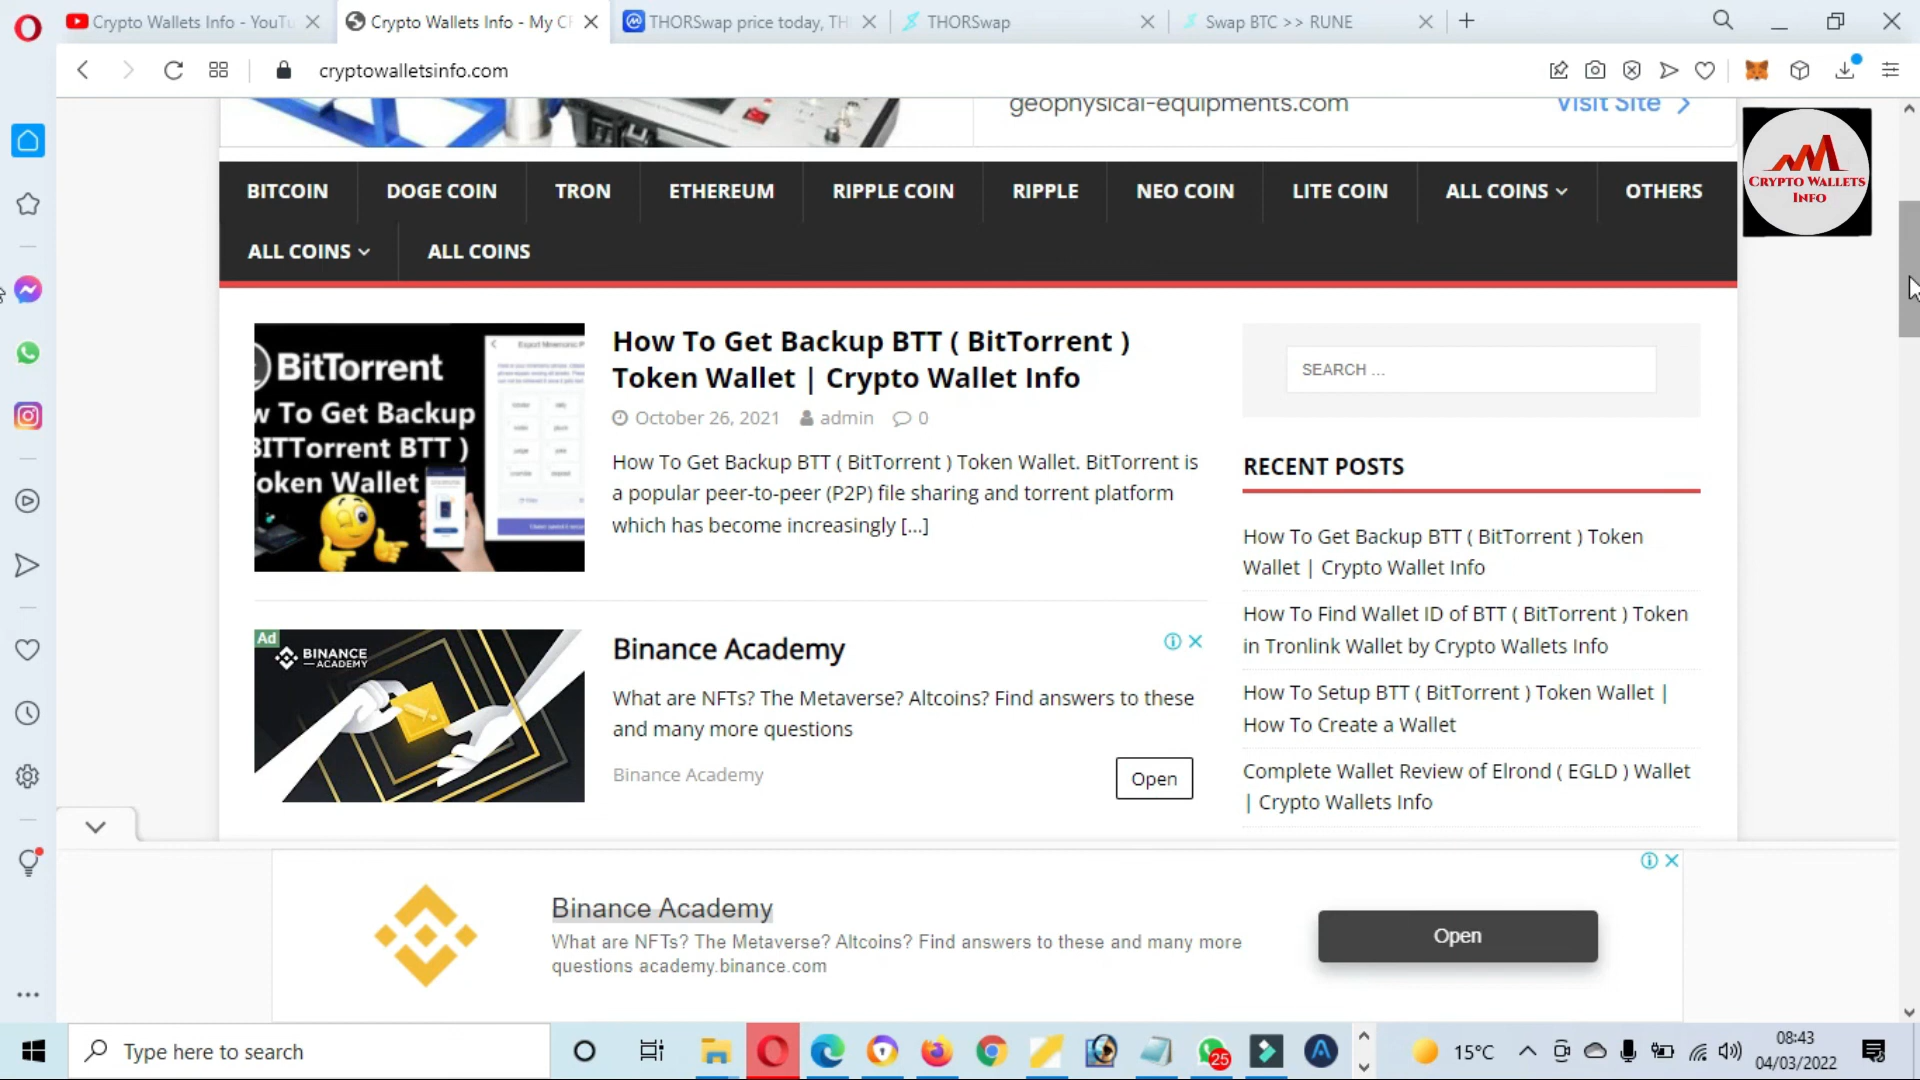 Crypto Wallets Info - YouTu
Crypto Wallets Info - My C
THORSwap price today, TH
THORSwap
Swap BTC >> RUNE
cryptowalletsinfo.com
geophysical-equipments.com
Visit Site
CRYPTO WALLETS
INFO
BITCOIN
DOGE COIN
TRON
ETHEREUM
RIPPLE COIN
RIPPLE
NEO COIN
LITE COIN
ALL COINS
OTHERS
ALL COINS
ALL COINS
BitTorrent
w To Get Backup
BITTorrent BTT )
oken Wallet
How To Get Backup BTT ( BitTorrent )
Token Wallet | Crypto Wallet Info
October 26, 2021 admin 0
How To Get Backup BTT ( BitTorrent ) Token Wallet. BitTorrent is
a popular peer-to-peer (P2P) file sharing and torrent platform
which has become increasingly [...]
SEARCH ...
RECENT POSTS
How To Get Backup BTT ( BitTorrent ) Token
Wallet | Crypto Wallet Info
How To Find Wallet ID of BTT ( BitTorrent ) Token
in Tronlink Wallet by Crypto Wallets Info
How To Setup BTT ( BitTorrent ) Token Wallet |
How To Create a Wallet
Complete Wallet Review of Elrond ( EGLD ) Wallet
| Crypto Wallets Info
Ad
BINANCE
ACADEMY
Binance Academy
What are NFTs? The Metaverse? Altcoins? Find answers to these
and many more questions
Binance Academy
Open
Binance Academy
What are NFTs? The Metaverse? Altcoins? Find answers to these and many more
questions academy.binance.com
Open
Type here to search
25
15°C
08:43
04/03/2022